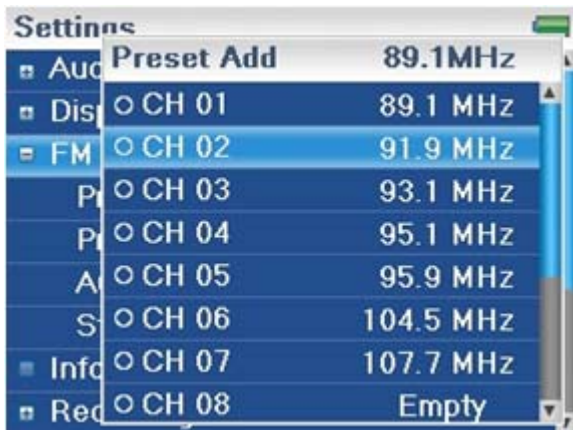 Settings
Preset Add 89.1MHz
CH 01 89.1 MHz
CH 02 91.9 MHz
FM
CH 03 93.1 MHz
CH 04 95.1 MHz
CH 05 95.9 MHz
CH 06 104.5 MHz
CH 07 107.7 MHz
CH 08 Empty